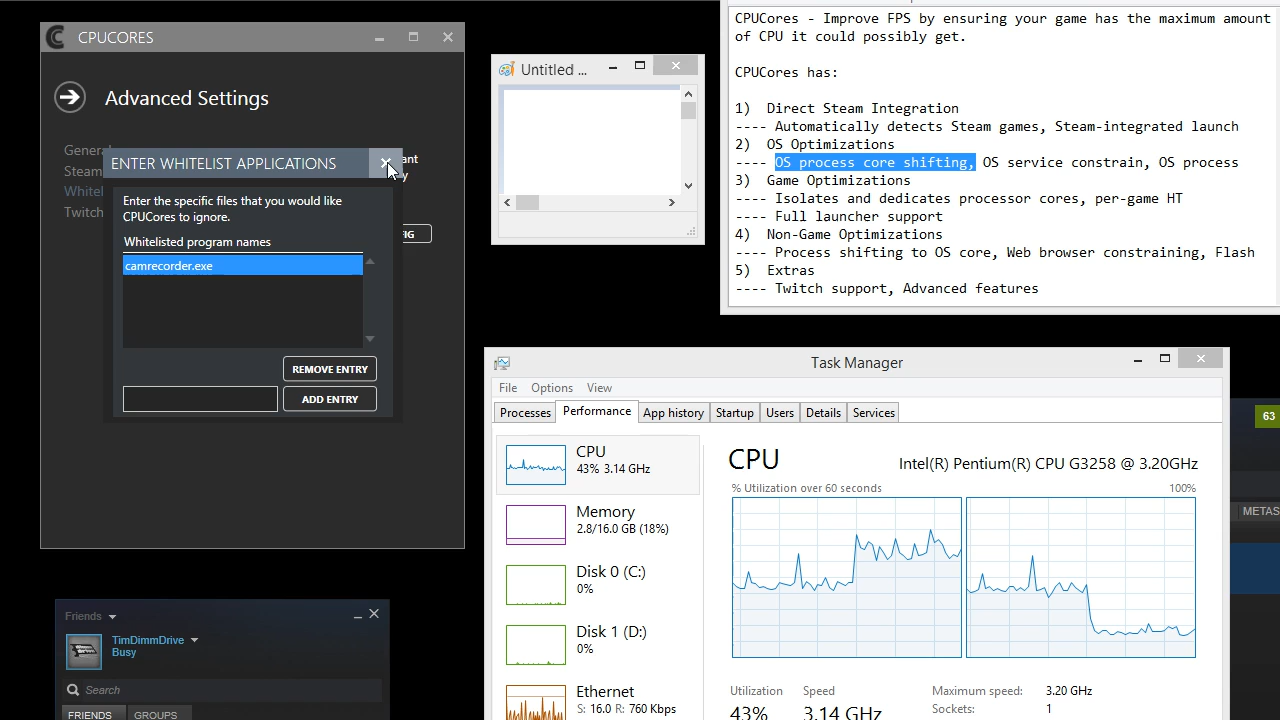 CPUCORES
Advanced Settings
ENTER WHITELIST APPLICATIONS
Enter the specific files that you would like
CPUCores to ignore.
Whitelisted program names
camrecorder.exe
REMOVE ENTRY
ADD ENTRY
Untitled ...
CPUCores - Improve FPS by ensuring your game has the maximum amount
of CPU it could possibly get.
CPUCores has:
1) Direct Steam Integration
---- Automatically detects Steam games, Steam-integrated launch
2) OS Optimizations
---- OS process core shifting, OS service constrain, OS process
3) Game Optimizations
---- Isolates and dedicates processor cores, per-game HT
---- Full launcher support
4) Non-Game Optimizations
---- Process shifting to OS core, Web browser constraining, Flash
5) Extras
---- Twitch support, Advanced features
Task Manager
File Options View
Processes Performance App history Startup Users Details Services
CPU
43% 3.14 GHz
Memory
2.8/16.0 GB (18%)
Disk 0 (C:)
0%
Disk 1 (D:)
0%
Ethernet
S: 16.0 R: 760 Kbps
CPU
Intel(R) Pentium(R) CPU G3258 @ 3.20GHz
% Utilization over 60 seconds 100%
Utilization Speed
43% 3.14 GHz
Maximum speed: 3.20 GHz
Sockets: 1
63
METAS
Friends
TimDimmDrive
Busy
Search
FRIENDS GROUPS